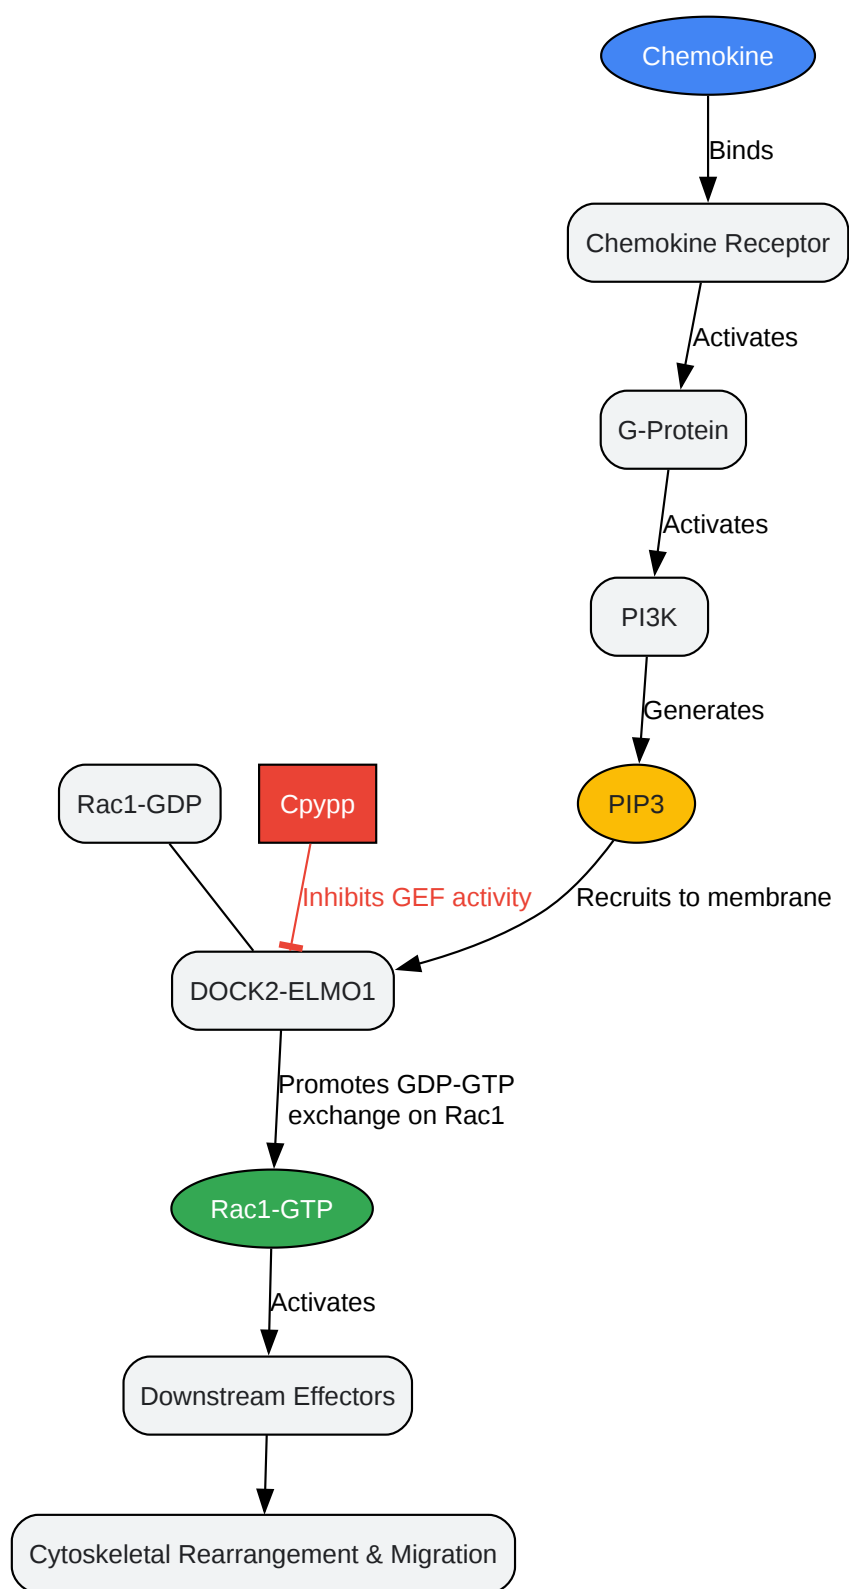 Chemokine
Binds
Chemokine Receptor
Activates
G-Protein
Activates
PI3K
Generates
Rac1-GDP
Cpypp
PIP3
Inhibits GEF activity
Recruits to membrane
DOCK2-ELMO1
Promotes GDP-GTP
exchange on Rac1
Rac1-GTP
Activates
Downstream Effectors
Cytoskeletal Rearrangement & Migration